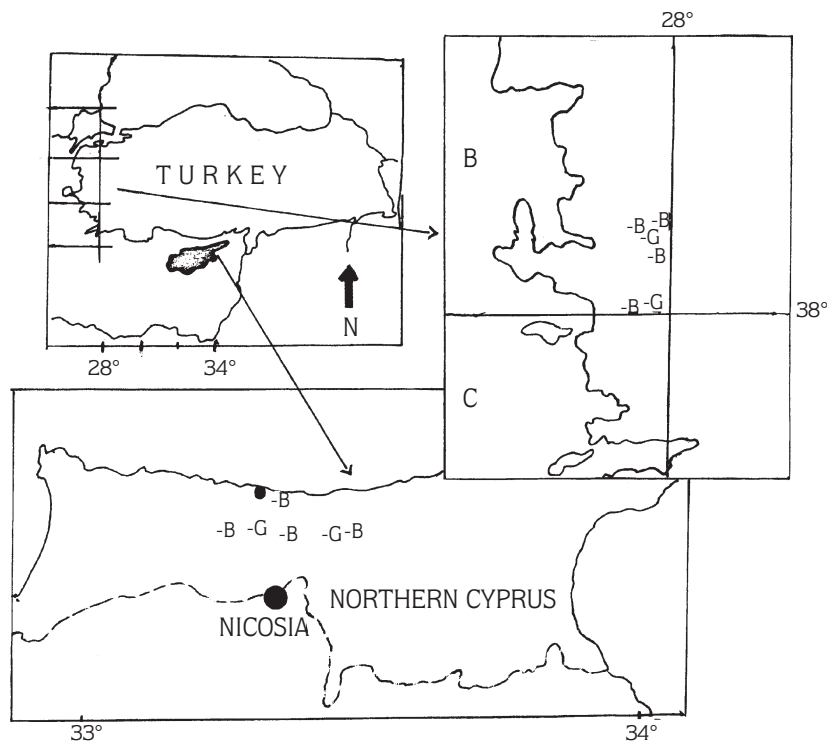 28°
TURKEY
B
-B -B
-G
-B
-B -G
38°
N
28° 34°
C
-B
-B -G -B -G -B
NORTHERN CYPRUS
NICOSIA
33° 34°